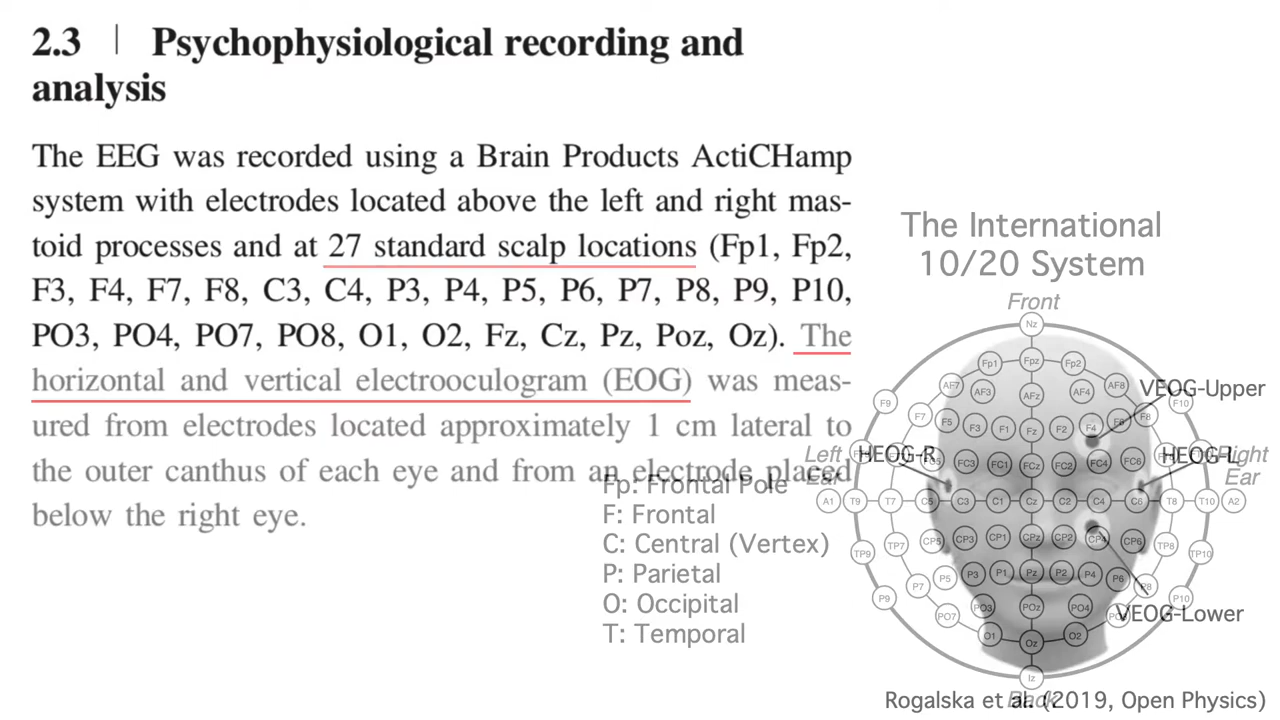 2.3 | Psychophysiological recording and
analysis
The EEG was recorded using a Brain Products ActiCHamp
system with electrodes located above the left and right mas-
toid processes and at 27 standard scalp locations (Fp1, Fp2,
F3, F4, F7, F8, C3, C4, P3, P4, P5, P6, P7, P8, P9, P10,
PO3, PO4, PO7, PO8, O1, O2, Fz, Cz, Pz, Poz, Oz). The
horizontal and vertical electrooculogram (EOG) was meas-
ured from electrodes located approximately 1 cm lateral to
the outer canthus of each eye and from an electrode placed
below the right eye.
Fp: Frontal Pole
F: Frontal
C: Central (Vertex)
P: Parietal
O: Occipital
T: Temporal
The International
10/20 System
Front
Nz
Fp1 Fpz Fp2
AF7 AF3 AFz AF4 AF8
VEOG-Upper
F9 F7 F5 F3 F1 Fz F2 F4 F6 F8 F10
Left Ear
HEOG-R
FC3 FC1 FCz FC2 FC4 FC6
HEOG-L
Right Ear
A1 T9 T7 C5 C3 C1 Cz C2 C4 C6 T8 T10 A2
TP9 TP7 CP5 CP3 CP1 CPz CP2 CP4 CP6 TP8 TP10
P9 P7 P5 P3 P1 Pz P2 P4 P6 P8 P10
PO7 PO3 POz PO4
VEOG-Lower
O1 Oz O2
Iz
Back
Rogalska et al. (2019, Open Physics)